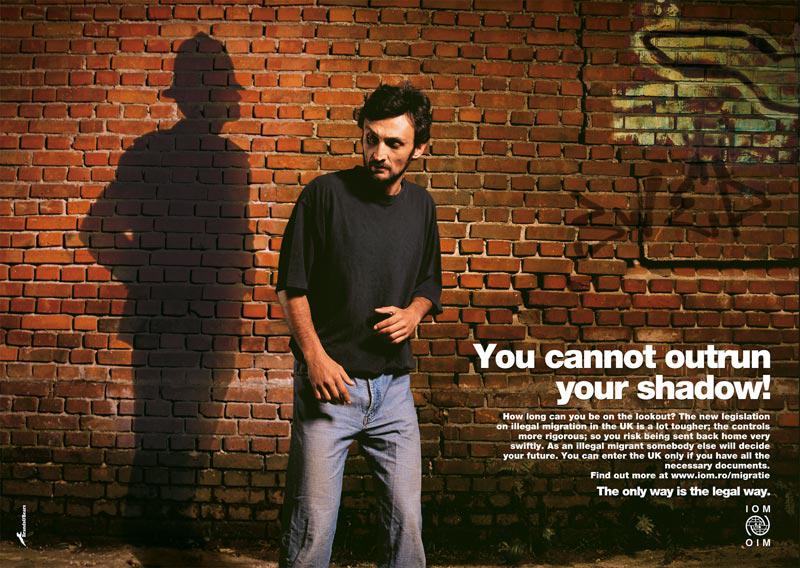 You cannot outrun
your shadow!
How long can you be on the lookout? The new legislation
on illegal migration in the UK is a lot tougher; the controls
more rigorous; so you risk being sent back home very
swiftly. As an illegal migrant somebody else will decide
your future. You can enter the UK only if you have all the
necessary documents.
Find out more at www.iom.ro/migratie
The only way is the legal way.
IOM
OIM